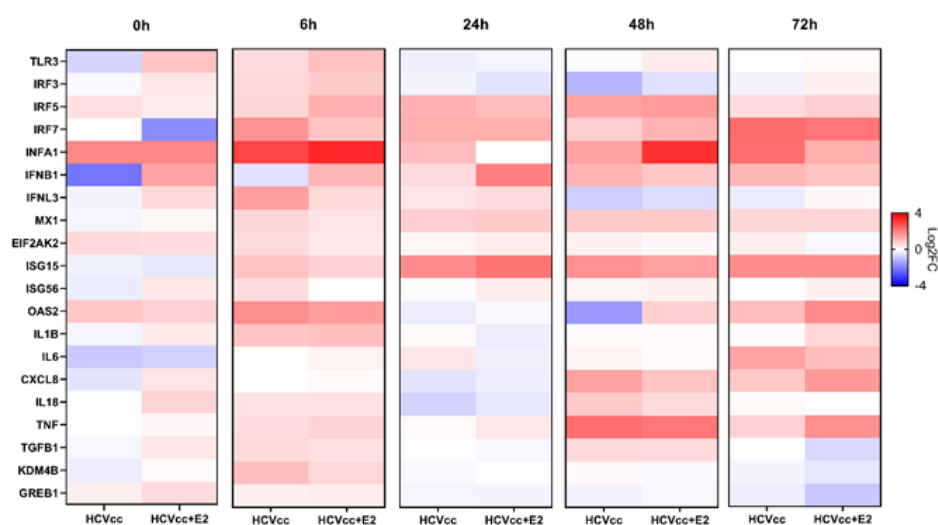 0h 6h 24h 48h 72h
TLR3
IRF3
IRF5
IRF7
INFA1
IFNB1
IFNL3
MX1
EIF2AK2
ISG15
ISG56
OAS2
IL1B
IL6
CXCL8
IL18
TNF
TGFB1
KDM4B
GREB1
HCVcc HCVcc+E2 HCVcc HCVcc+E2 HCVcc HCVcc+E2 HCVcc HCVcc+E2 HCVcc HCVcc+E2
4
0
-4
Log2FC